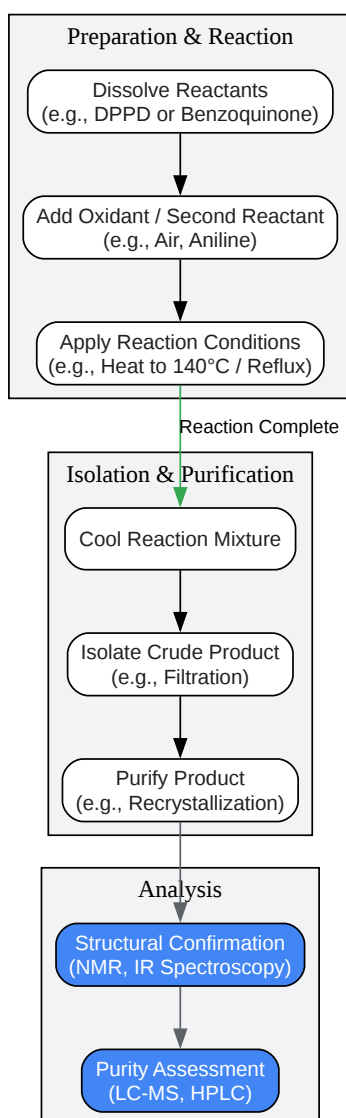 Preparation & Reaction
Dissolve Reactants
(e.g., DPPD or Benzoquinone)
Add Oxidant / Second Reactant
(e.g., Air, Aniline)
Apply Reaction Conditions
(e.g., Heat to 140°C / Reflux)
Reaction Complete
Isolation & Purification
Cool Reaction Mixture
Isolate Crude Product
(e.g., Filtration)
Purify Product
(e.g., Recrystallization)
Analysis
Structural Confirmation
(NMR, IR Spectroscopy)
Purity Assessment
(LC-MS, HPLC)